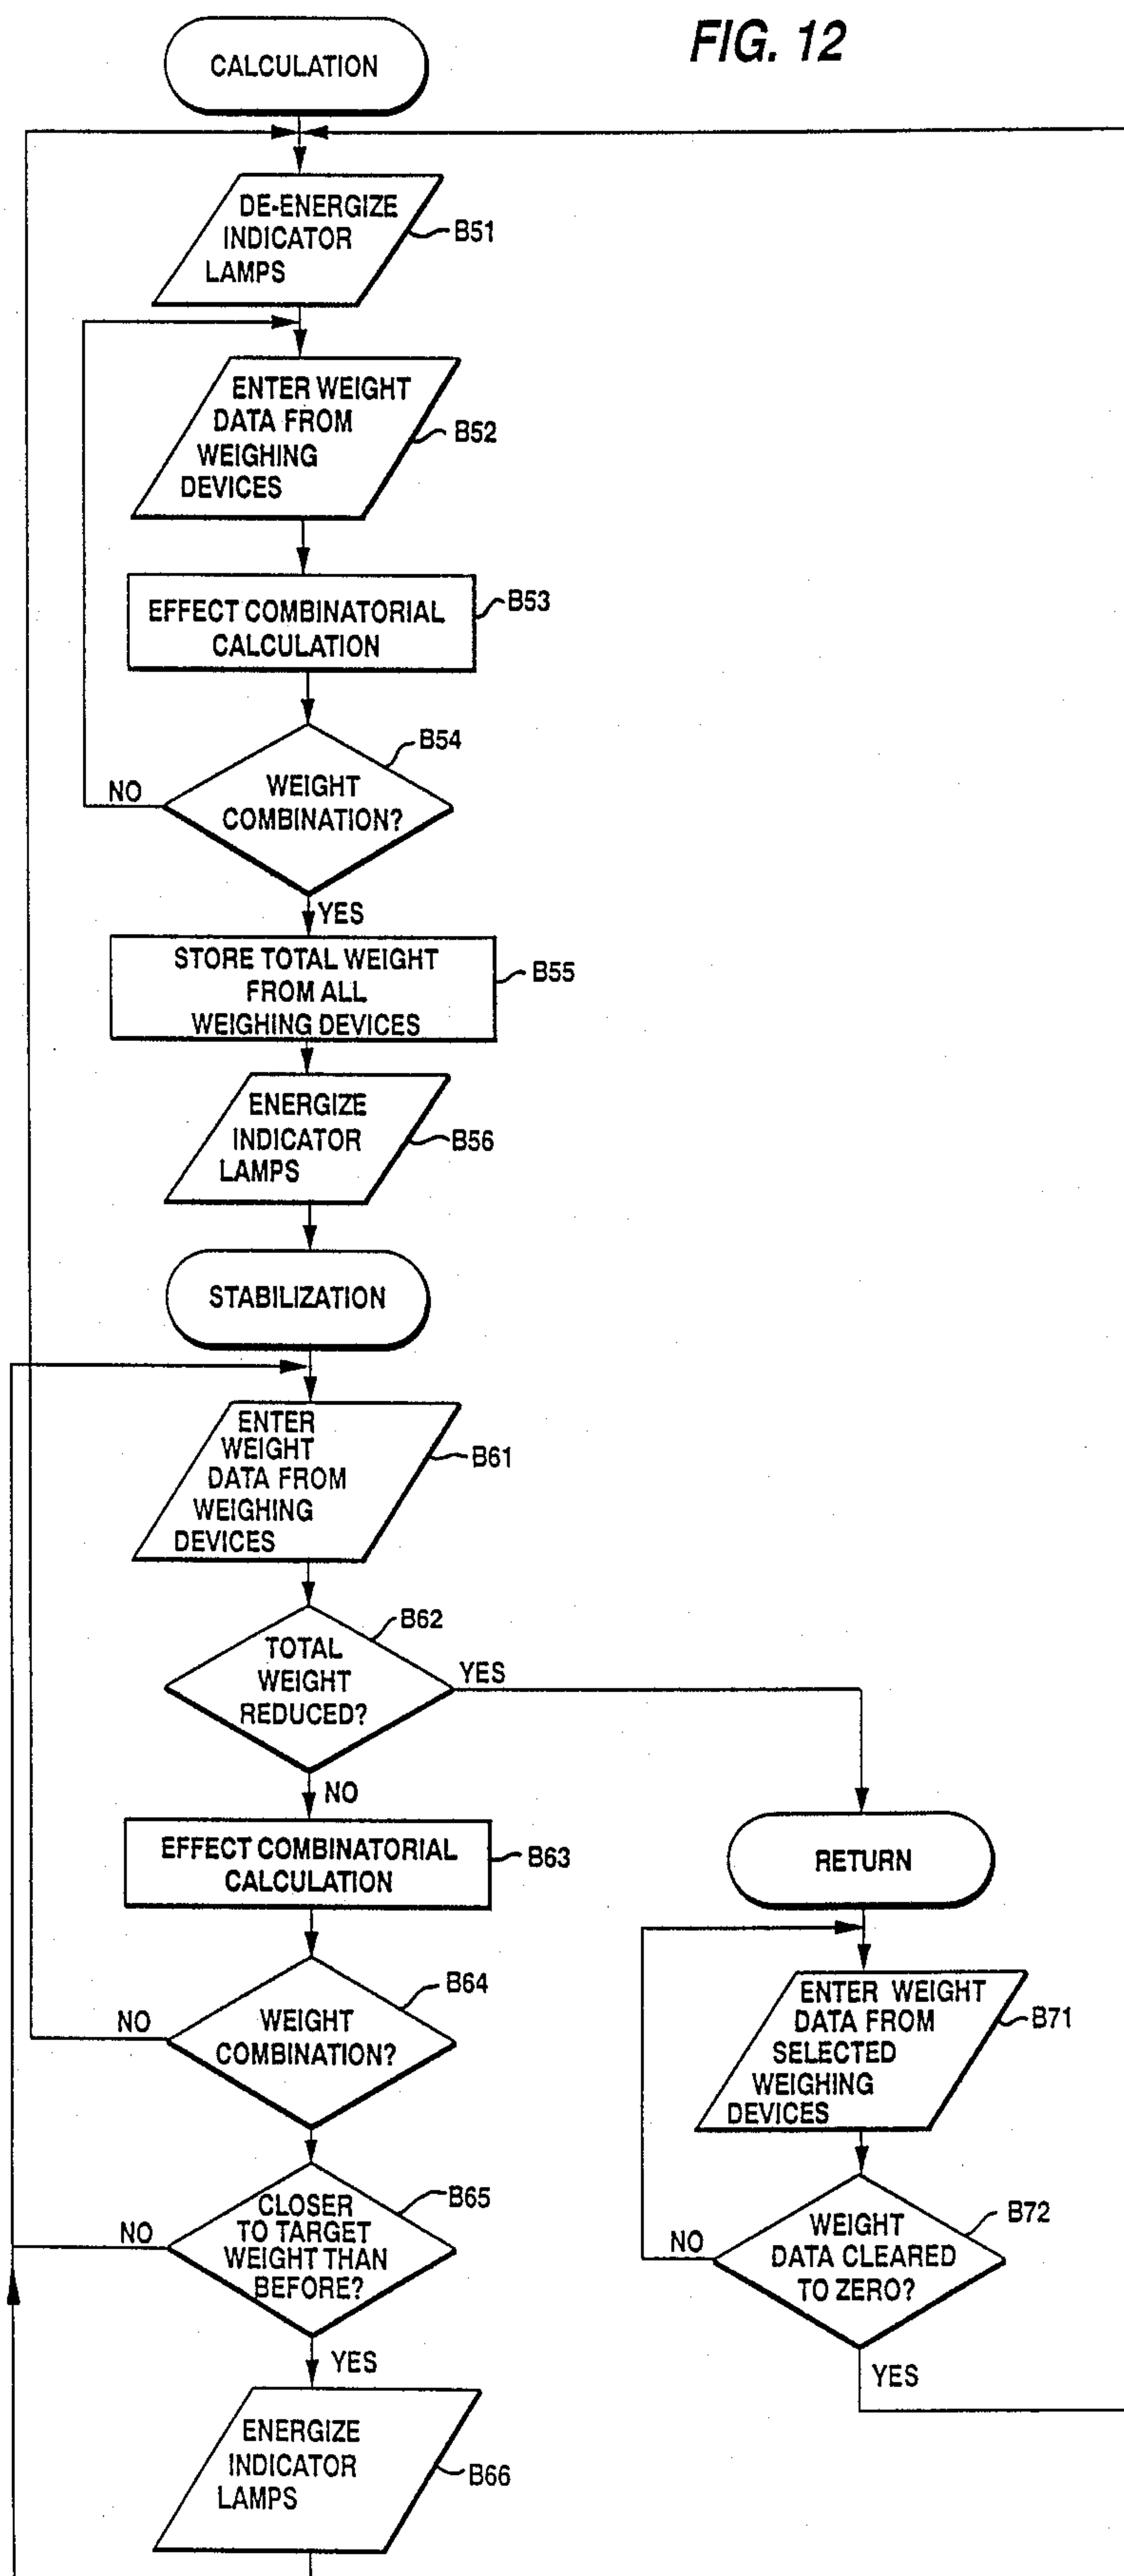 FIG. 12
CALCULATION
DE-ENERGIZE
INDICATOR
LAMPS
B51
ENTER WEIGHT
DATA FROM
WEIGHING
DEVICES
B52
EFFECT COMBINATORIAL
CALCULATION
B53
WEIGHT
COMBINATION?
B54
NO
YES
STORE TOTAL WEIGHT
FROM ALL
WEIGHING DEVICES
B55
ENERGIZE
INDICATOR
LAMPS
B56
STABILIZATION
ENTER
WEIGHT
DATA FROM
WEIGHING
DEVICES
B61
TOTAL
WEIGHT
REDUCED?
B62
YES
NO
EFFECT COMBINATORIAL
CALCULATION
B63
WEIGHT
COMBINATION?
B64
NO
CLOSER
TO TARGET
WEIGHT THAN
BEFORE?
B65
NO
YES
ENERGIZE
INDICATOR
LAMPS
B66
RETURN
ENTER WEIGHT
DATA FROM
SELECTED
WEIGHING
DEVICES
B71
WEIGHT
DATA CLEARED
TO ZERO?
B72
NO
YES